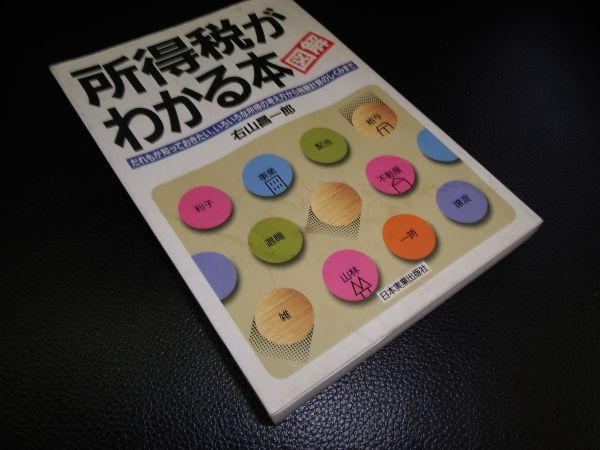 所得税が
わかる本
図解
だれもが知っておきたい、いろいろな所得の考え方から税額計算のしくみまで
右山昌一郎
給与
配当
事業
利子
不動産
譲渡
退職
一時
山林
雑
日本実業出版社